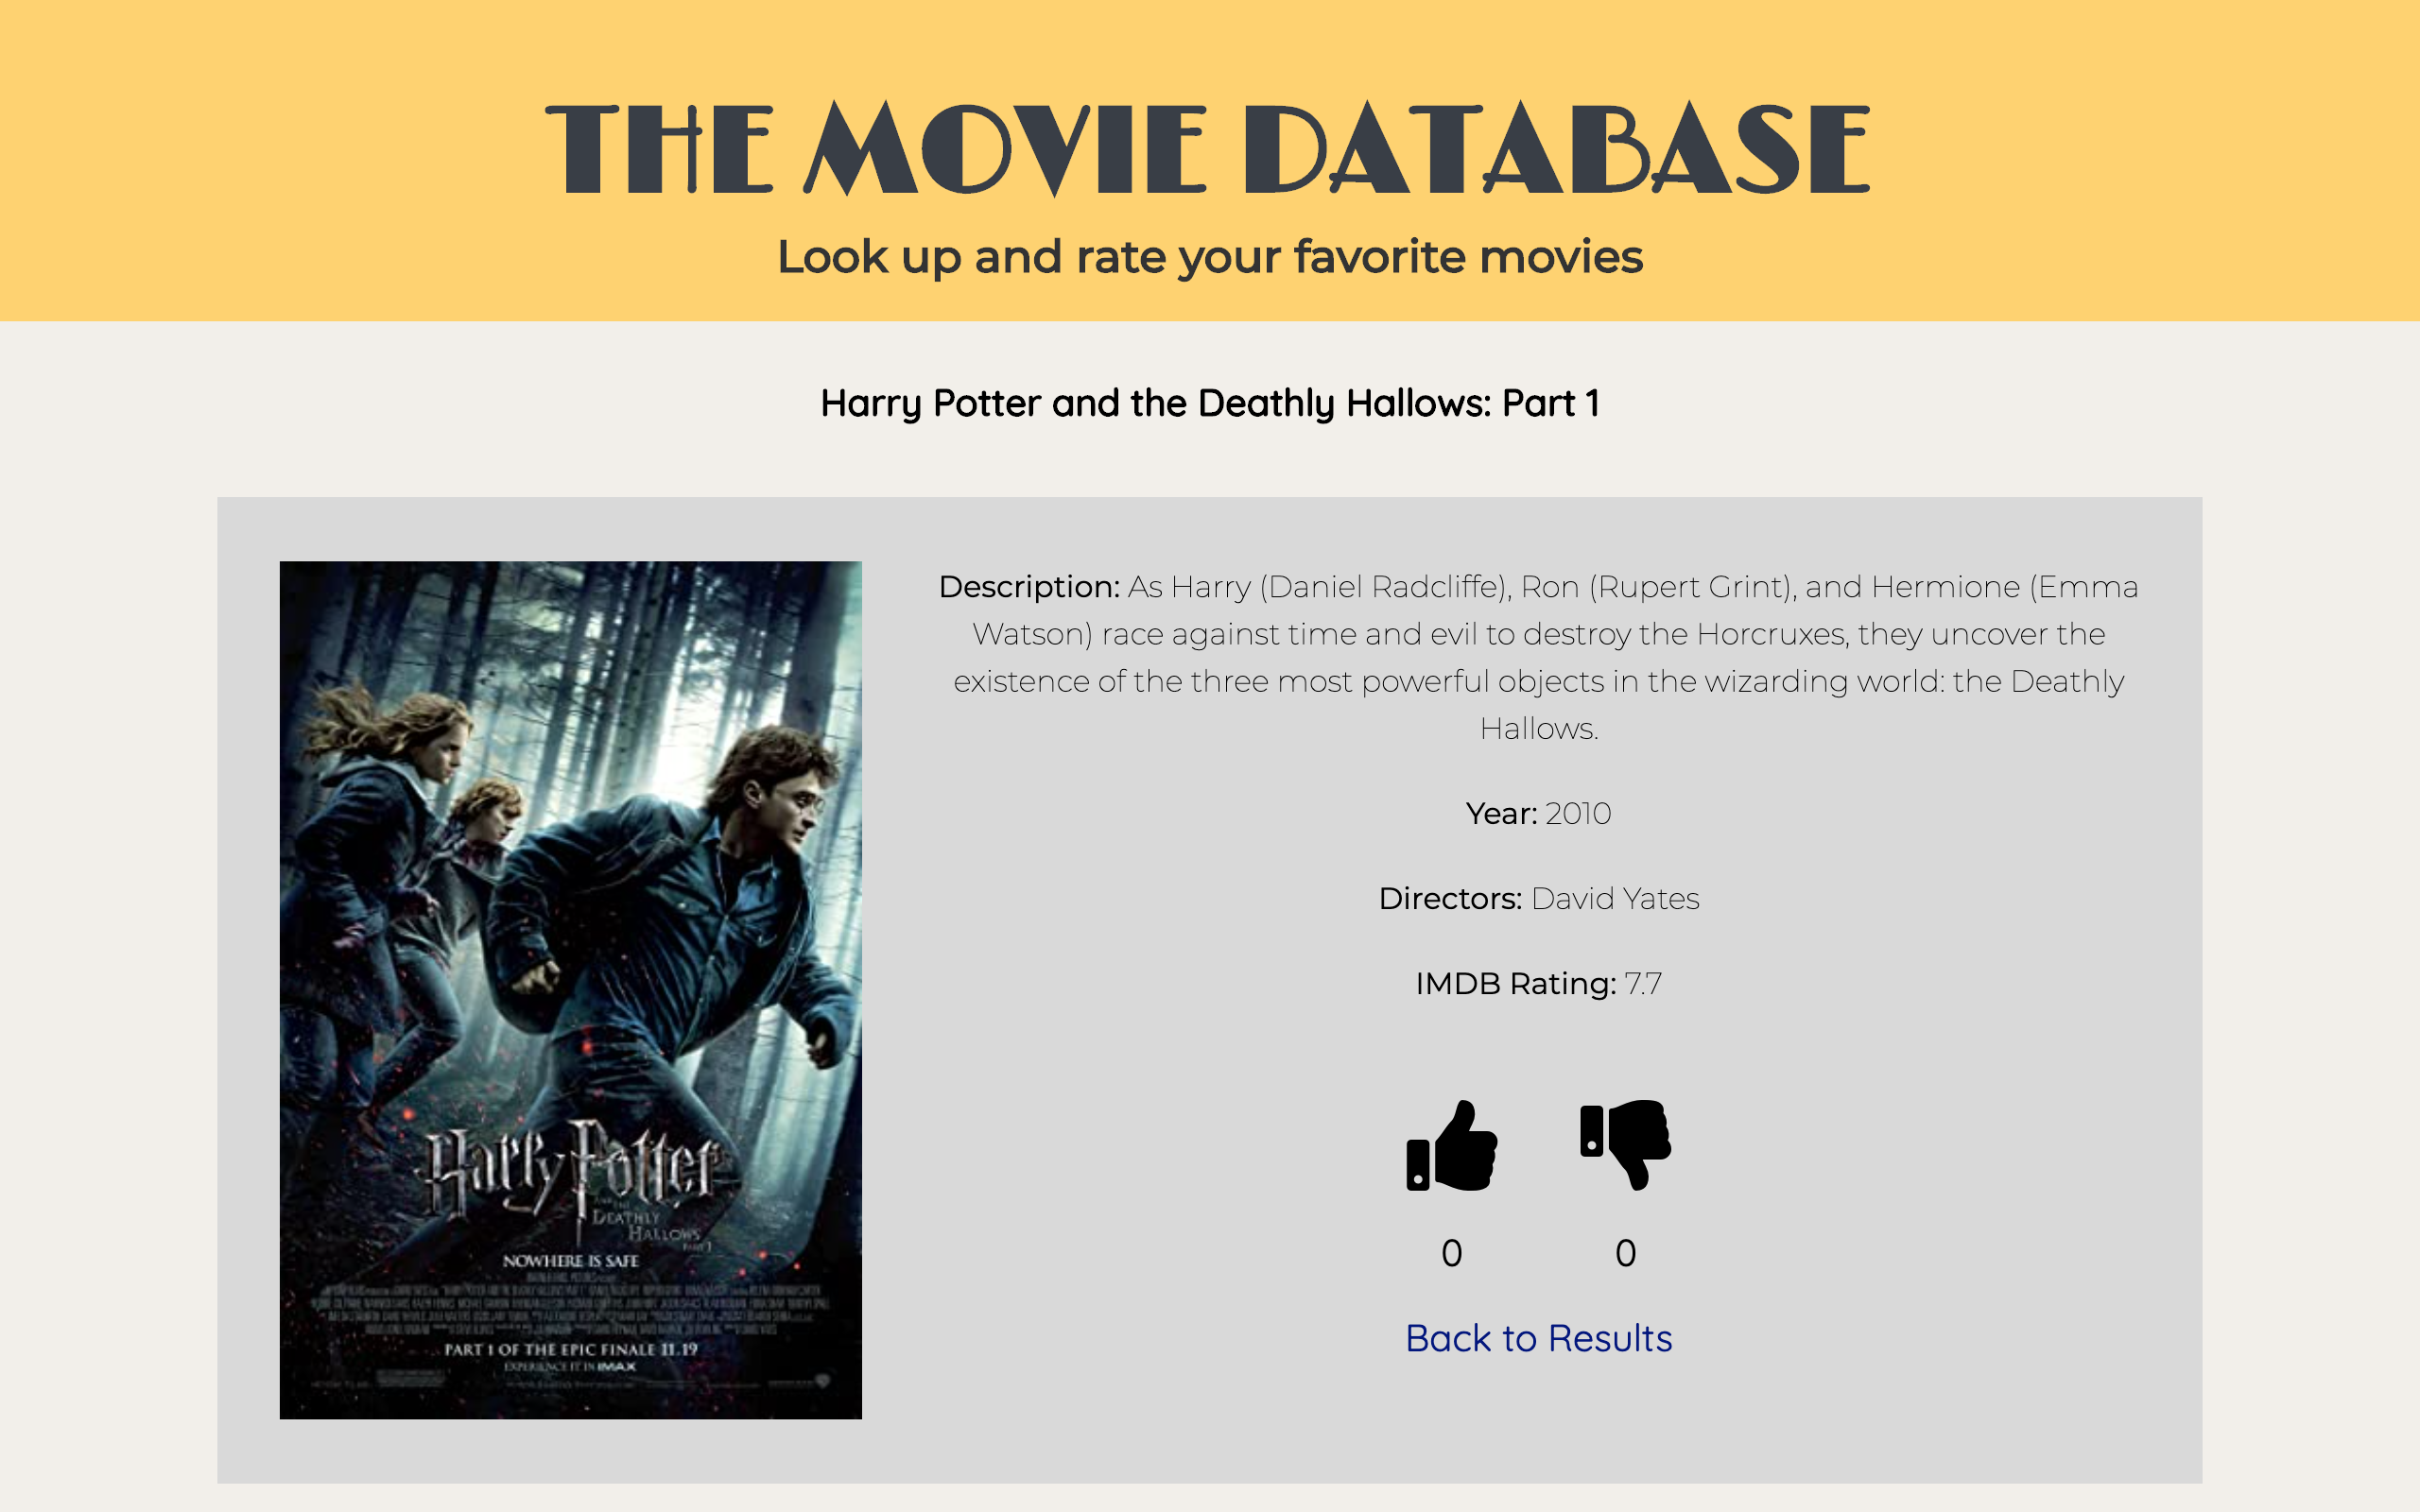 THE MOVIE DATABASE
Look up and rate your favorite movies
Harry Potter and the Deathly Hallows: Part 1
Description: As Harry (Daniel Radcliffe), Ron (Rupert Grint), and Hermione (Emma
Watson) race against time and evil to destroy the Horcruxes, they uncover the
existence of the three most powerful objects in the wizarding world: the Deathly
Hallows.
Year: 2010
Directors: David Yates
IMDB Rating: 7.7
0 0
Back to Results
Harry Potter
AND THE
DEATHLY
HALLOWS
PART 1
NOWHERE IS SAFE
PART 1 OF THE EPIC FINALE 11.19
EXPERIENCE IT IN IMAX